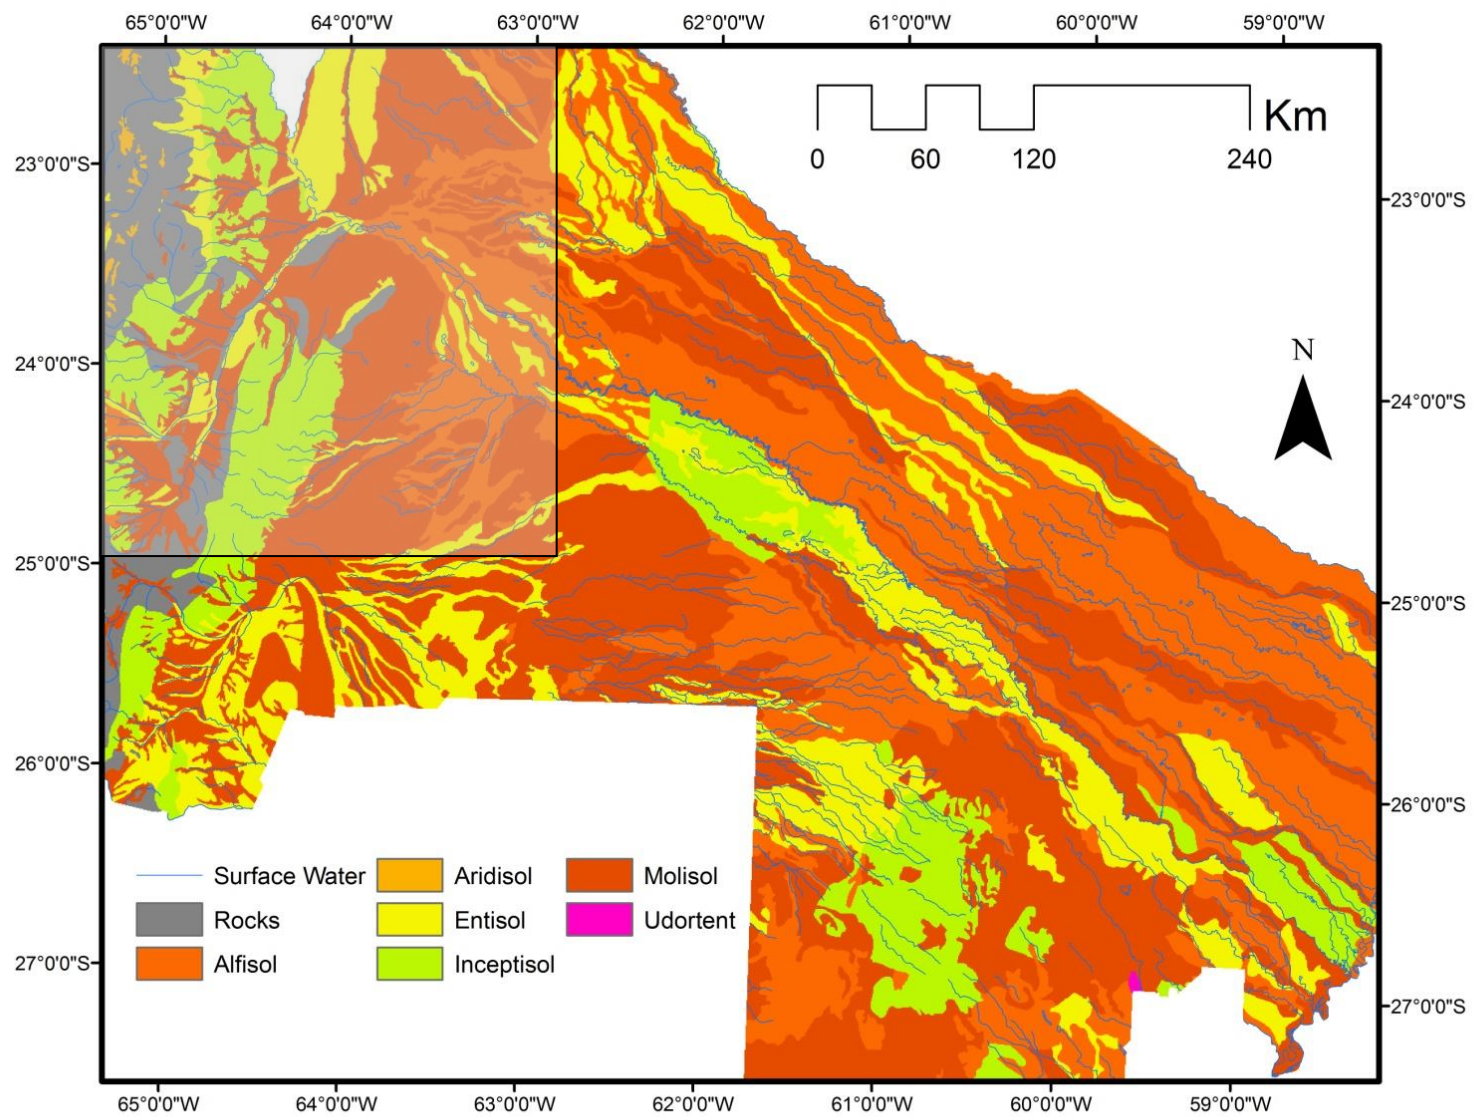 65°0'0"W 64°0'0"W 63°0'0"W 62°0'0"W 61°0'0"W 60°0'0"W 59°0'0"W
Km
0 60 120 240
23°0'0"S 23°0'0"S
N
24°0'0"S 24°0'0"S
25°0'0"S 25°0'0"S
26°0'0"S 26°0'0"S
Surface Water Aridisol Molisol
Rocks Entisol Udortent
Alfisol Inceptisol
27°0'0"S 27°0'0"S
65°0'0"W 64°0'0"W 63°0'0"W 62°0'0"W 61°0'0"W 60°0'0"W 59°0'0"W